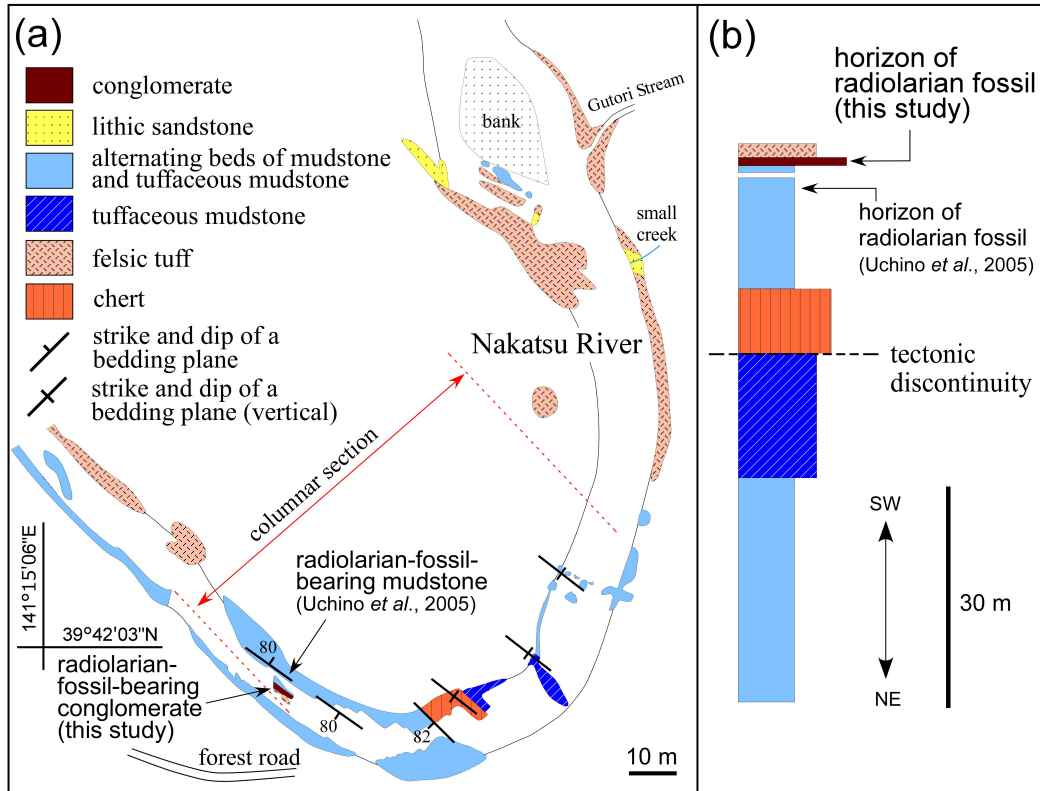 (a)
conglomerate
lithic sandstone
alternating beds of mudstone
and tuffaceous mudstone
tuffaceous mudstone
felsic tuff
chert
strike and dip of a
bedding plane
strike and dip of a
bedding plane (vertical)
bank
Gutori Stream
small
creek
Nakatsu River
columnar section
radiolarian-fossil-
bearing mudstone
(Uchino et al., 2005)
141°15'06"E
39°42'03"N
radiolarian-
fossil-bearing
conglomerate
(this study)
80
80
82
forest road
10 m
(b)
horizon of
radiolarian fossil
(this study)
horizon of
radiolarian fossil
(Uchino et al., 2005)
tectonic
discontinuity
SW
NE
30 m